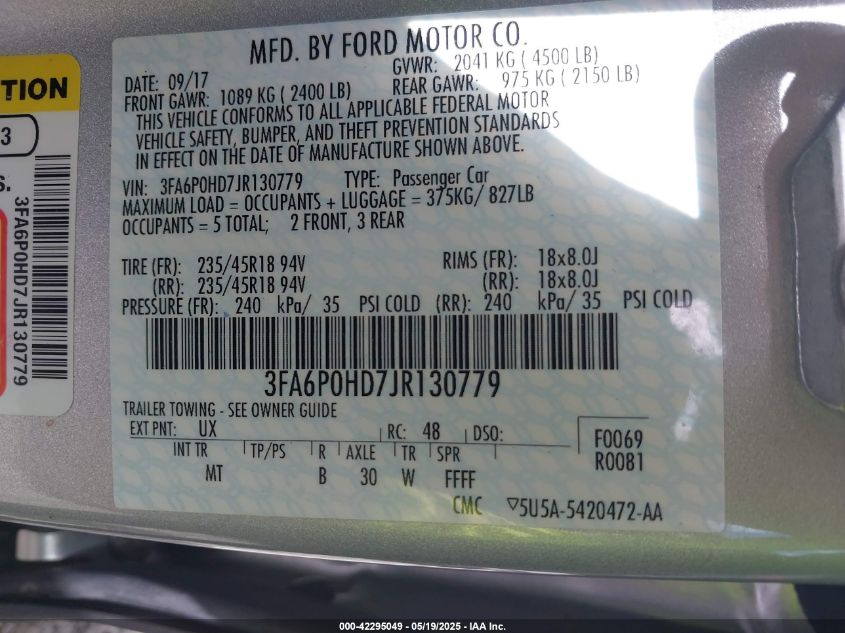 MFD. BY FORD MOTOR CO.
DATE: 09/17 GVWR: 2041 KG ( 4500 LB)
FRONT GAWR: 1089 KG ( 2400 LB) REAR GAWR: 975 KG ( 2150 LB)
THIS VEHICLE CONFORMS TO ALL APPLICABLE FEDERAL MOTOR
VEHICLE SAFETY, BUMPER, AND THEFT PREVENTION STANDARDS
IN EFFECT ON THE DATE OF MANUFACTURE SHOWN ABOVE.
VIN: 3FA6P0HD7JR130779 TYPE: Passenger Car
MAXIMUM LOAD = OCCUPANTS + LUGGAGE = 375KG/ 827LB
OCCUPANTS = 5 TOTAL; 2 FRONT, 3 REAR
TIRE (FR): 235/45R18 94V RIMS (FR): 18x8.0J
(RR): 235/45R18 94V (RR): 18x8.0J
PRESSURE (FR): 240 kPa/ 35 PSI COLD (RR): 240 kPa/ 35 PSI COLD
3FA6P0HD7JR130779
TRAILER TOWING - SEE OWNER GUIDE
EXT PNT: UX RC: 48 DSO:
INT TR TP/PS R AXLE TR SPR
MT B 30 W FFFF
F0069
R0081
CMC ▽5U5A-5420472-AA
TION
3
S.
3FA6P0HD7JR130779
000-42295049 - 05/19/2025 - IAA Inc.